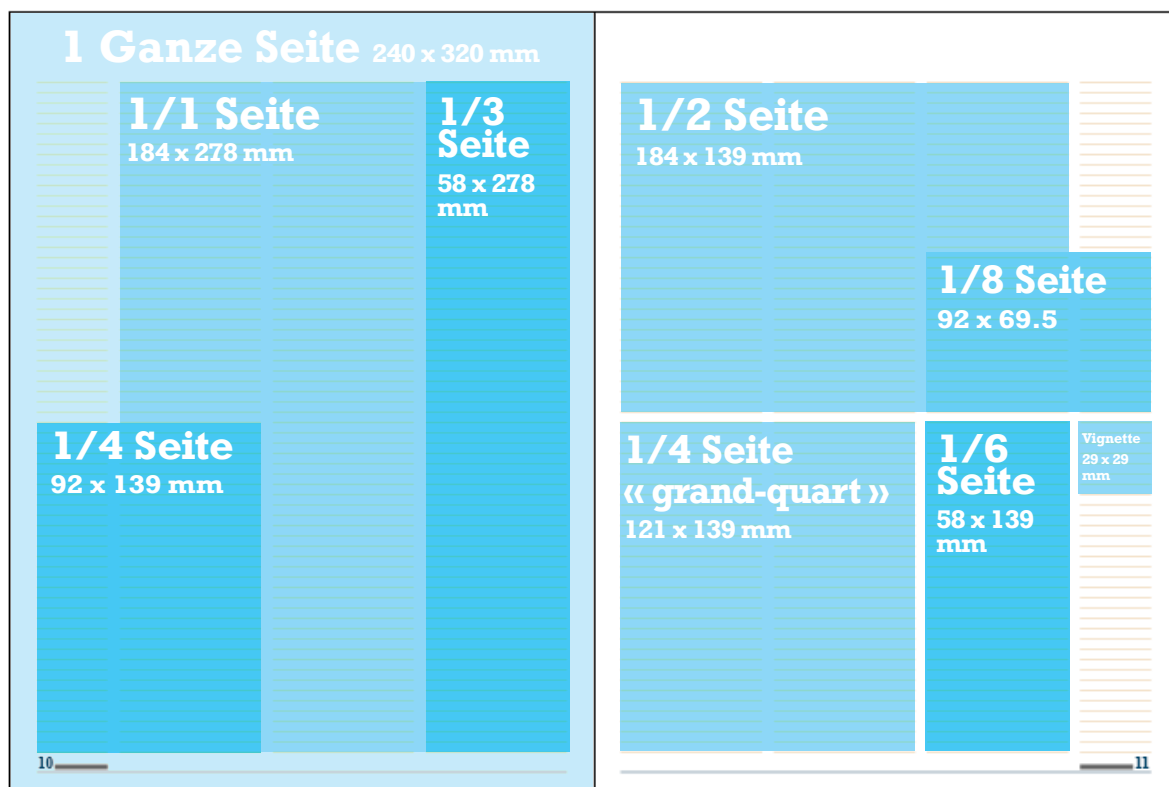 1 Ganze Seite 240 x 320 mm
1/1 Seite
184 x 278 mm
1/3
Seite
58 x 278
mm
1/4 Seite
92 x 139 mm
10
1/2 Seite
184 x 139 mm
1/8 Seite
92 x 69.5
1/4 Seite
« grand-quart »
121 x 139 mm
1/6
Seite
58 x 139
mm
Vignette
29 x 29
mm
11